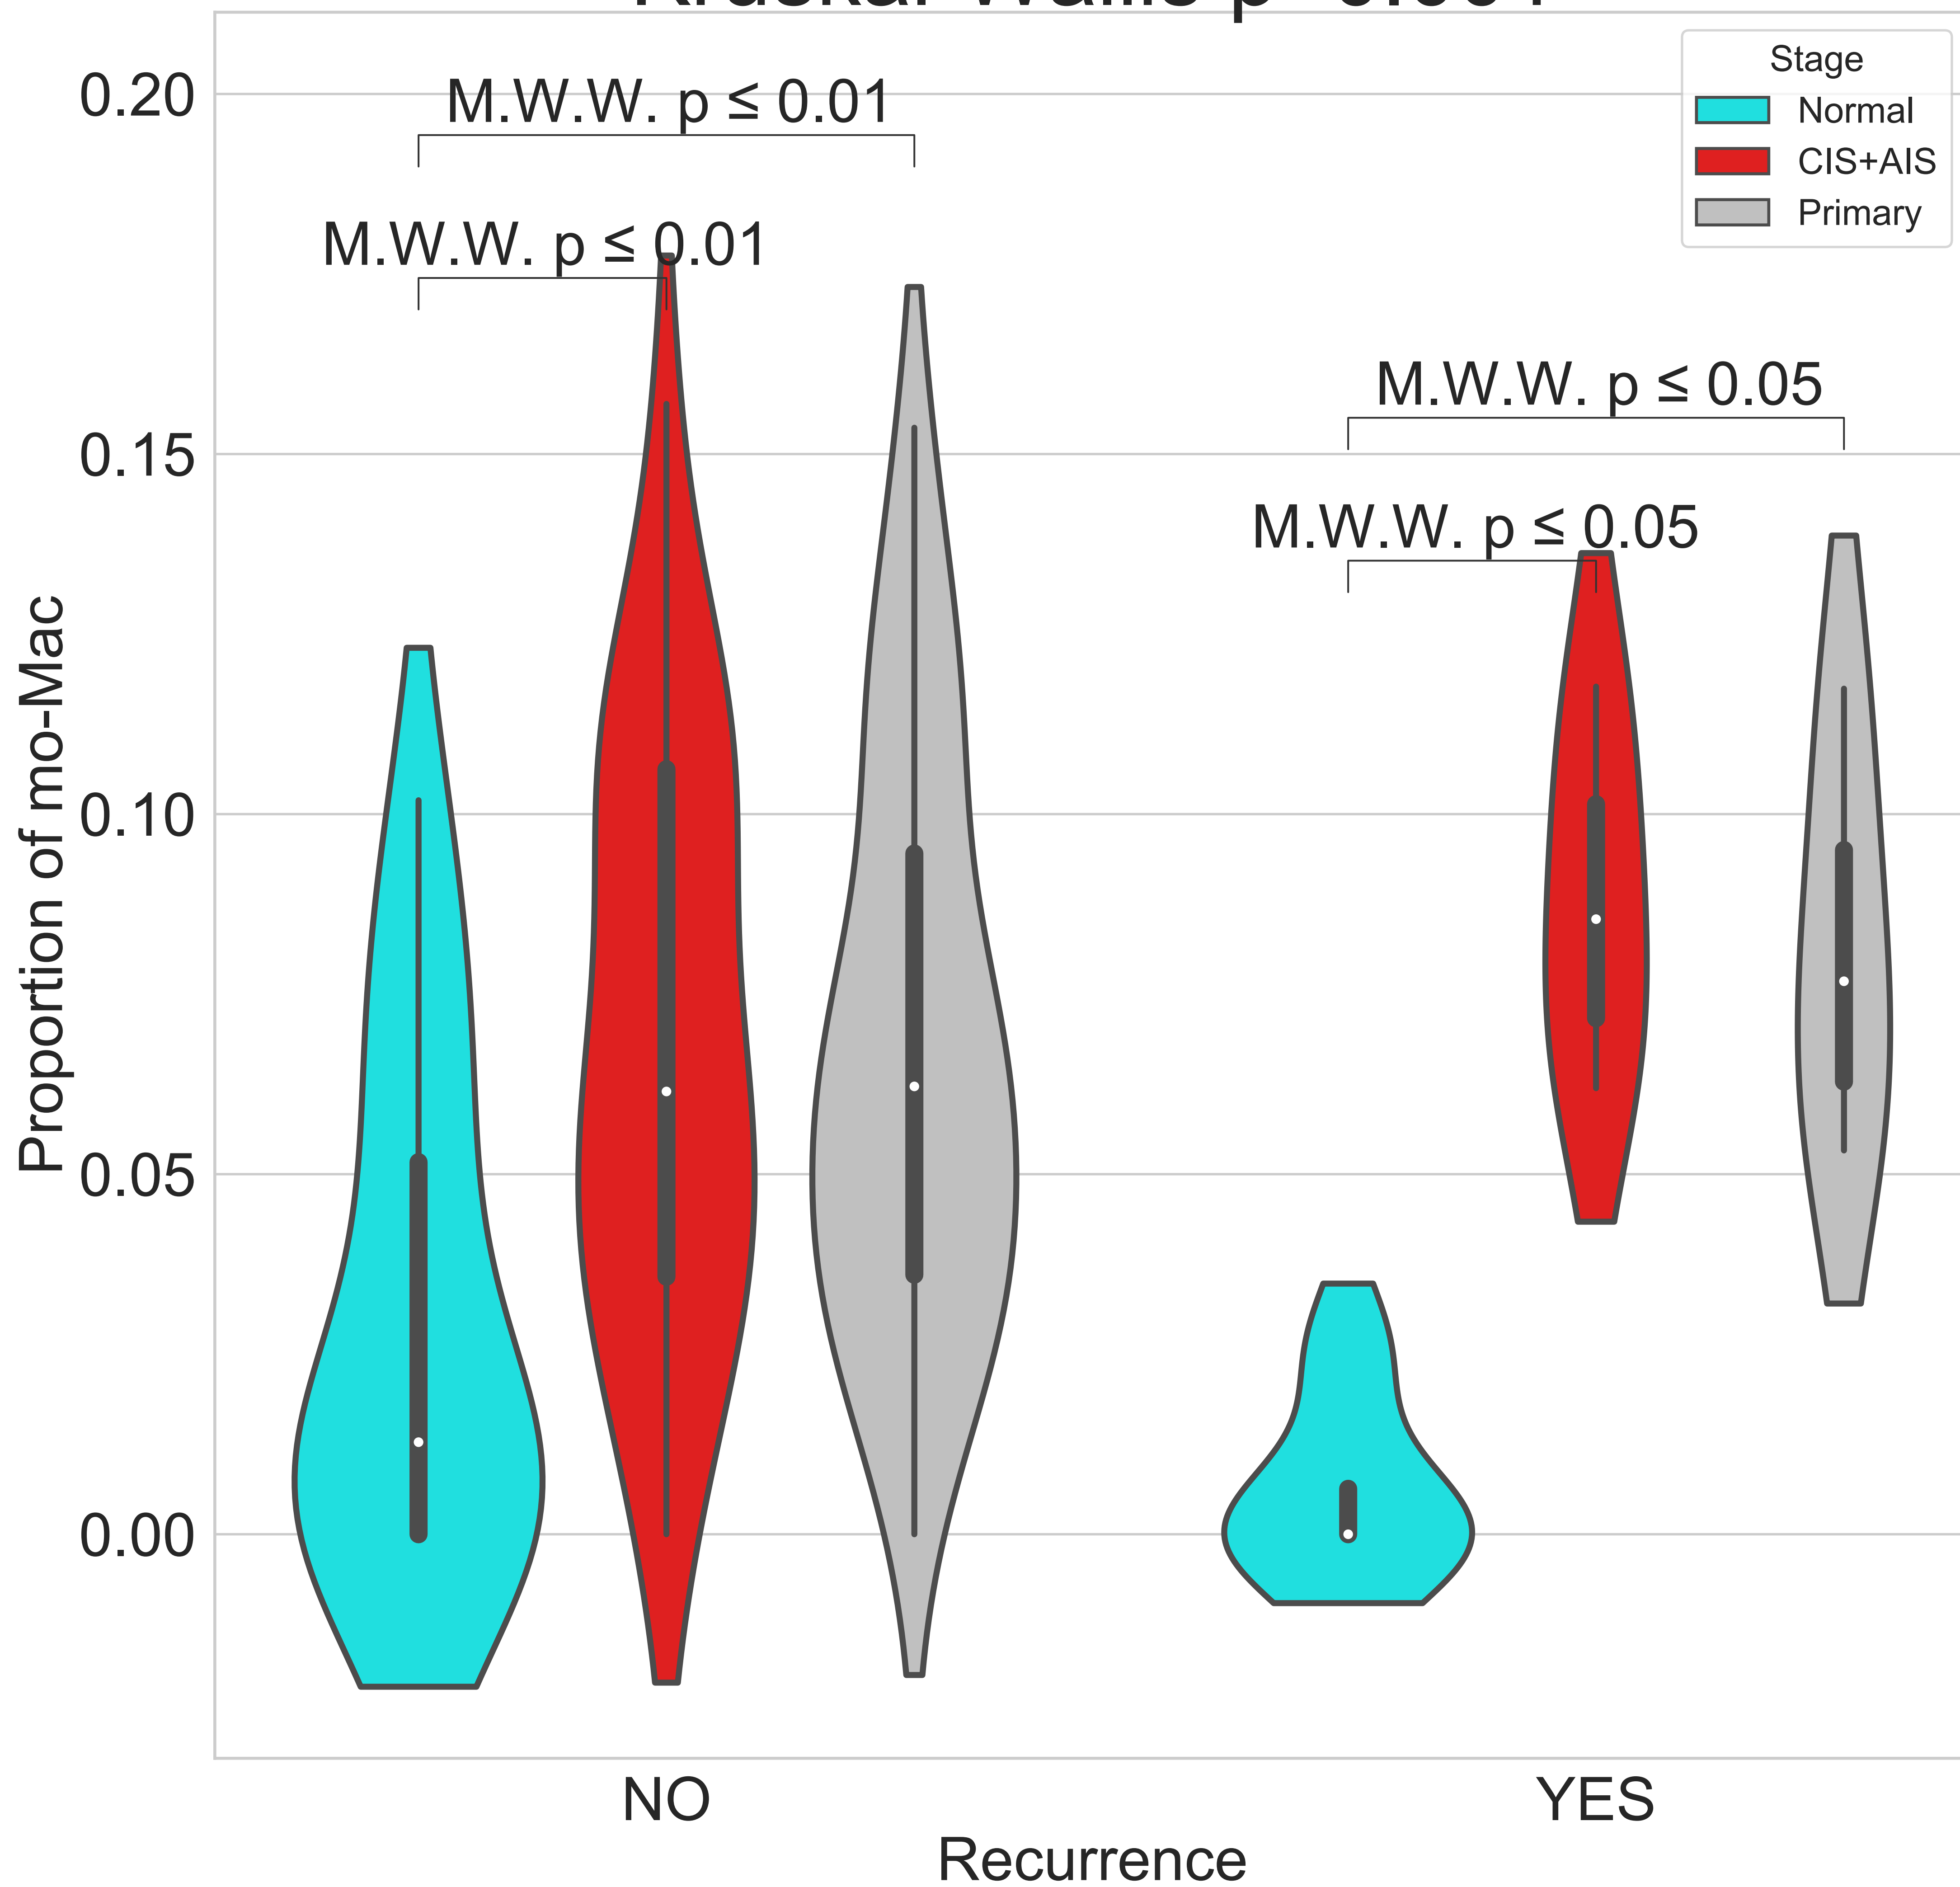 M.W.W. p ≤ 0.01
M.W.W. p ≤ 0.01
M.W.W. p ≤ 0.05
M.W.W. p ≤ 0.05
Stage
Normal
CIS+AIS
Primary
Proportion of mo-Mac
0.20
0.15
0.10
0.05
0.00
NO
YES
Recurrence